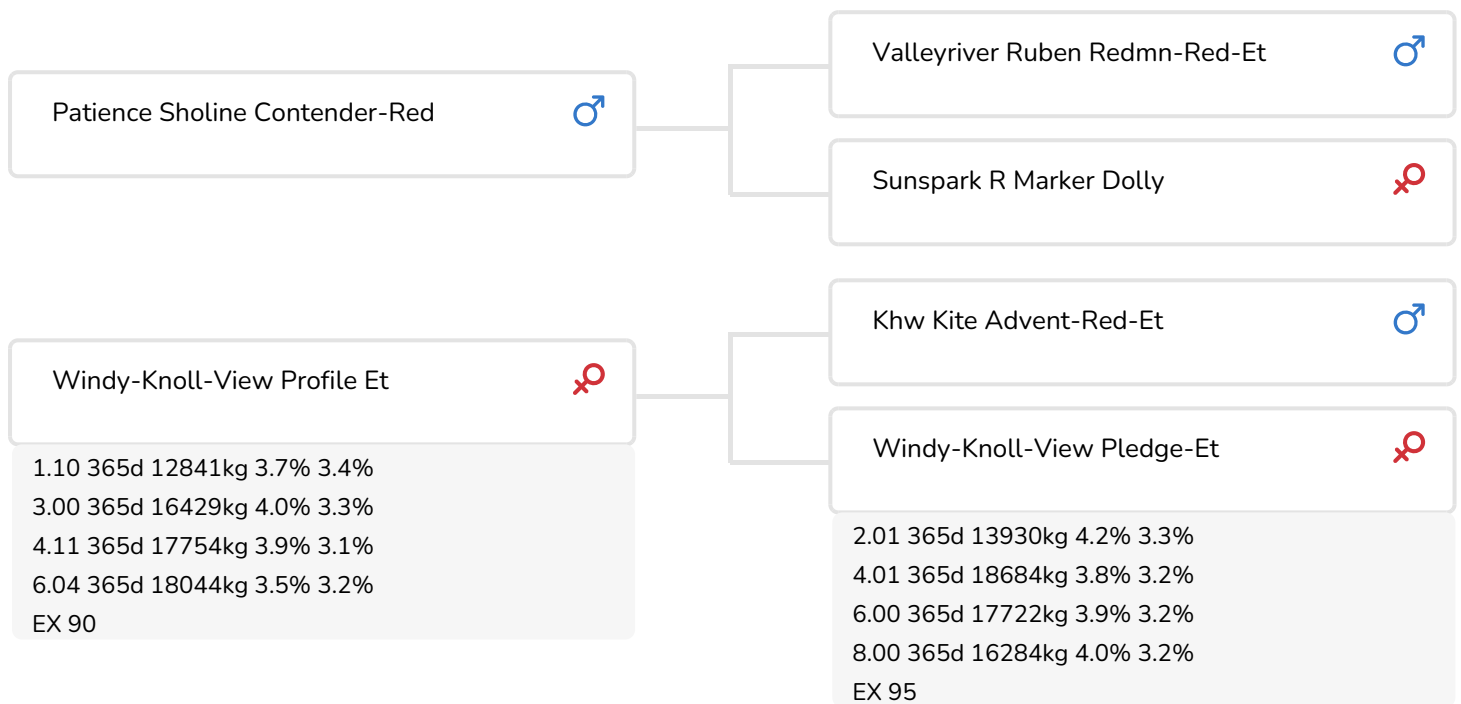 Patience Sholine Contender-Red
Valleyriver Ruben Redmn-Red-Et
Sunspark R Marker Dolly
Windy-Knoll-View Profile Et
1.10 365d 12841kg 3.7% 3.4%
3.00 365d 16429kg 4.0% 3.3%
4.11 365d 17754kg 3.9% 3.1%
6.04 365d 18044kg 3.5% 3.2%
EX 90
Khw Kite Advent-Red-Et
Windy-Knoll-View Pledge-Et
2.01 365d 13930kg 4.2% 3.3%
4.01 365d 18684kg 3.8% 3.2%
6.00 365d 17722kg 3.9% 3.2%
8.00 365d 16284kg 4.0% 3.2%
EX 95